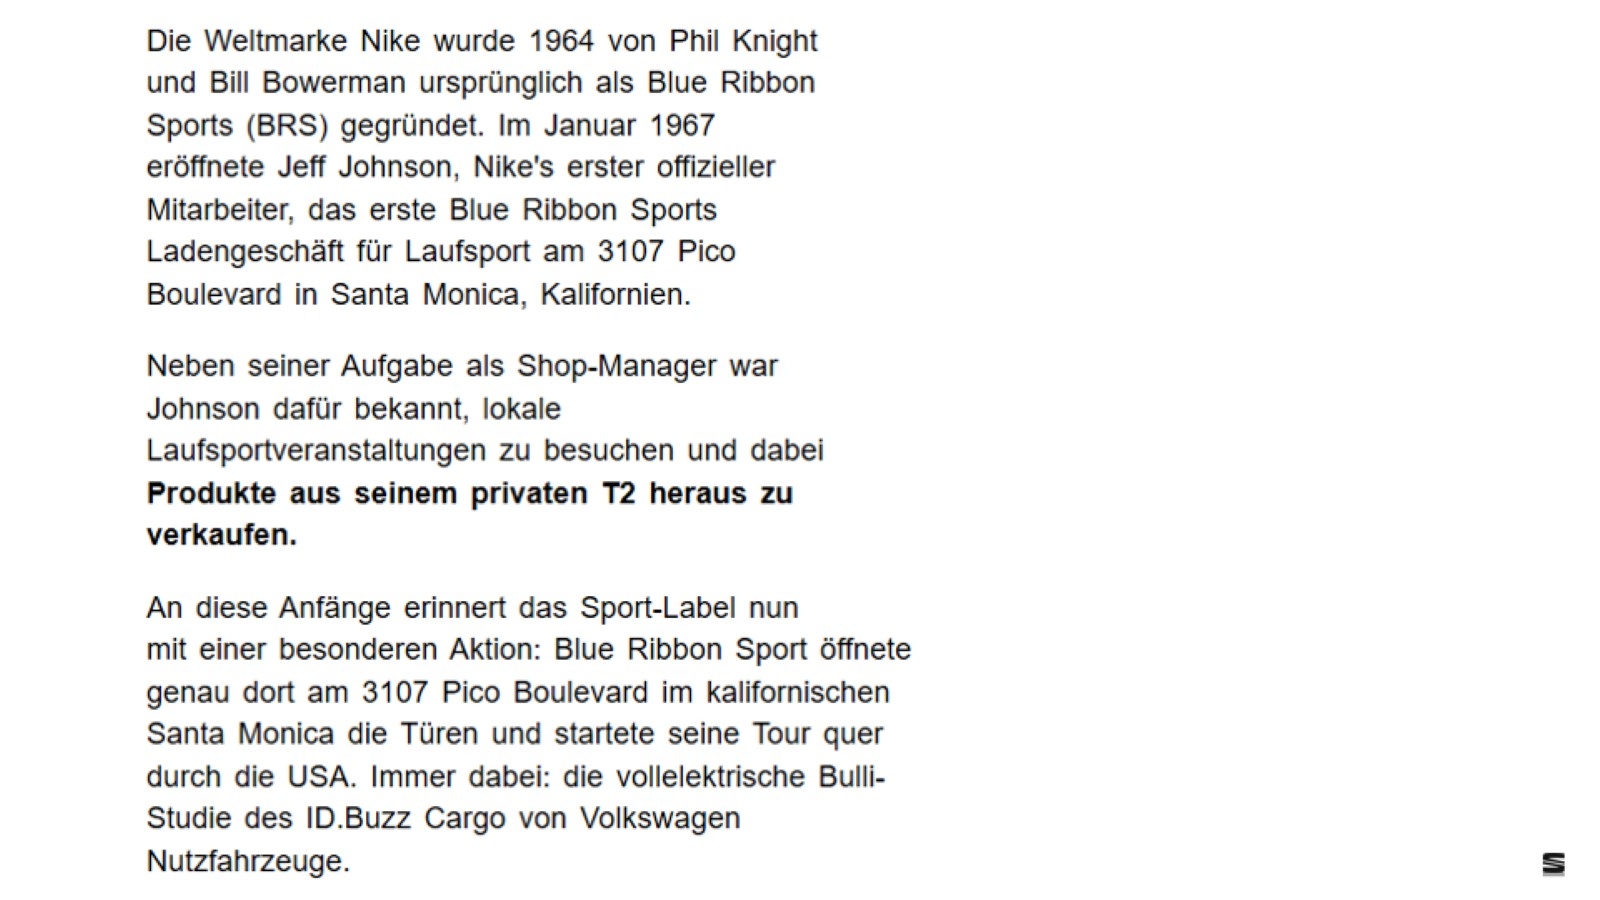 Die Weltmarke Nike wurde 1964 von Phil Knight
und Bill Bowerman ursprünglich als Blue Ribbon
Sports (BRS) gegründet. Im Januar 1967
eröffnete Jeff Johnson, Nike's erster offizieller
Mitarbeiter, das erste Blue Ribbon Sports
Ladengeschäft für Laufsport am 3107 Pico
Boulevard in Santa Monica, Kalifornien.
Neben seiner Aufgabe als Shop-Manager war
Johnson dafür bekannt, lokale
Laufsportveranstaltungen zu besuchen und dabei
Produkte aus seinem privaten T2 heraus zu
verkaufen.
An diese Anfänge erinnert das Sport-Label nun
mit einer besonderen Aktion: Blue Ribbon Sport öffnete
genau dort am 3107 Pico Boulevard im kalifornischen
Santa Monica die Türen und startete seine Tour quer
durch die USA. Immer dabei: die vollelektrische Bulli-
Studie des ID.Buzz Cargo von Volkswagen
Nutzfahrzeuge.